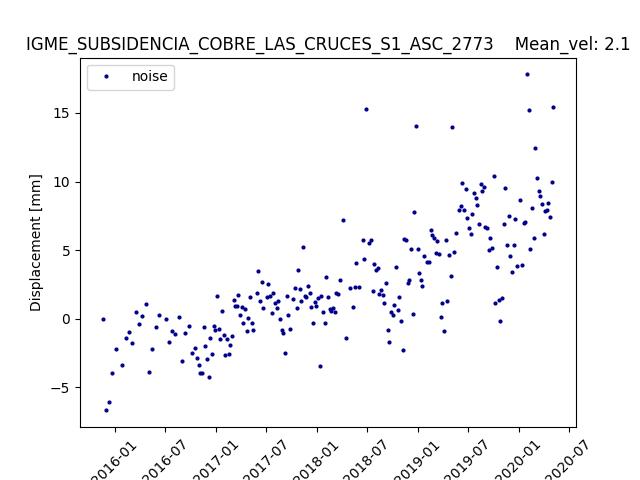 IGME_SUBSIDENCIA_COBRE_LAS_CRUCES_S1_ASC_2773 Mean_vel: 2.1
noise
Displacement [mm]
15
10
5
0
−5
2016-01 2016-07 2017-01 2017-07 2018-01 2018-07 2019-01 2019-07 2020-01 2020-07